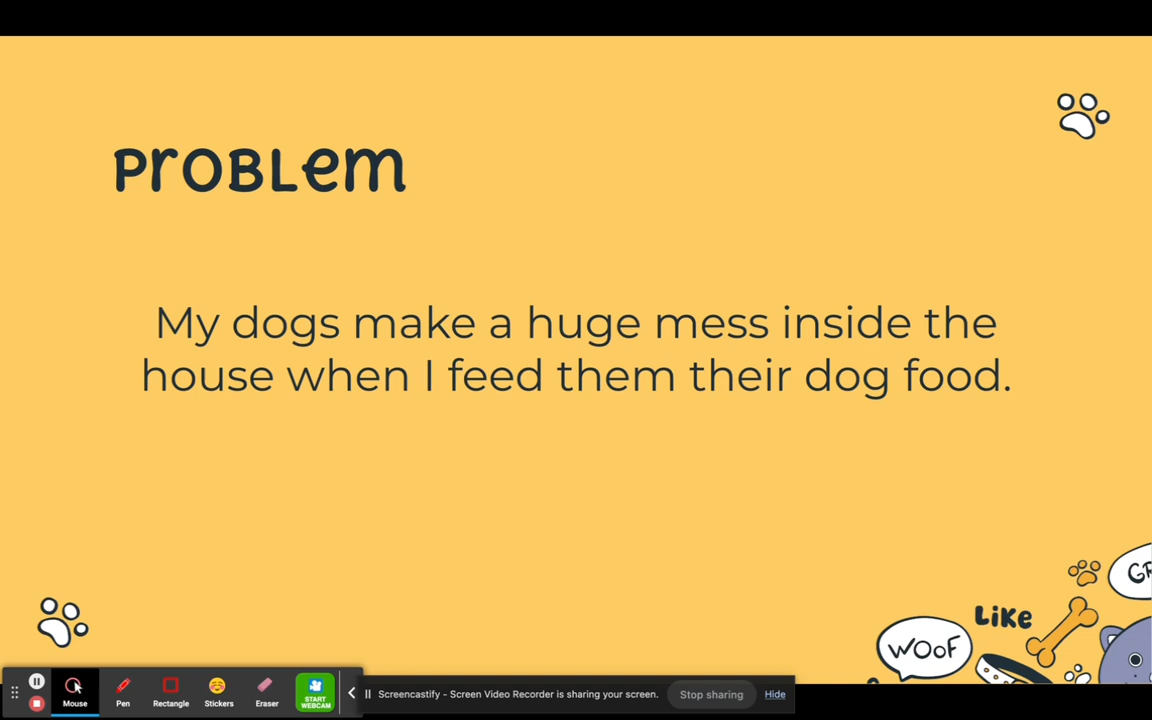 PROBLEM
My dogs make a huge mess inside the
house when I feed them their dog food.
LIKE
WOOF
Mouse
Pen
Rectangle
Stickers
Eraser
START
WEBCAM
Screencastify - Screen Video Recorder is sharing your screen.
Stop sharing
Hide